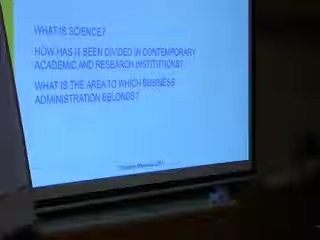 WHAT IS SCIENCE?
HOW HAS IT BEEN DIVIDED IN CONTEMPORARY
ACADEMIC AND RESEARCH INSTITUTIONS?
WHAT IS THE AREA TO WHICH BUSINESS
ADMINISTRATION BELONGS?